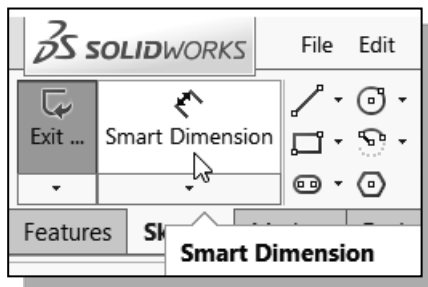 SOLIDWORKS File Edit
Exit ... Smart Dimension
Features
Smart Dimension